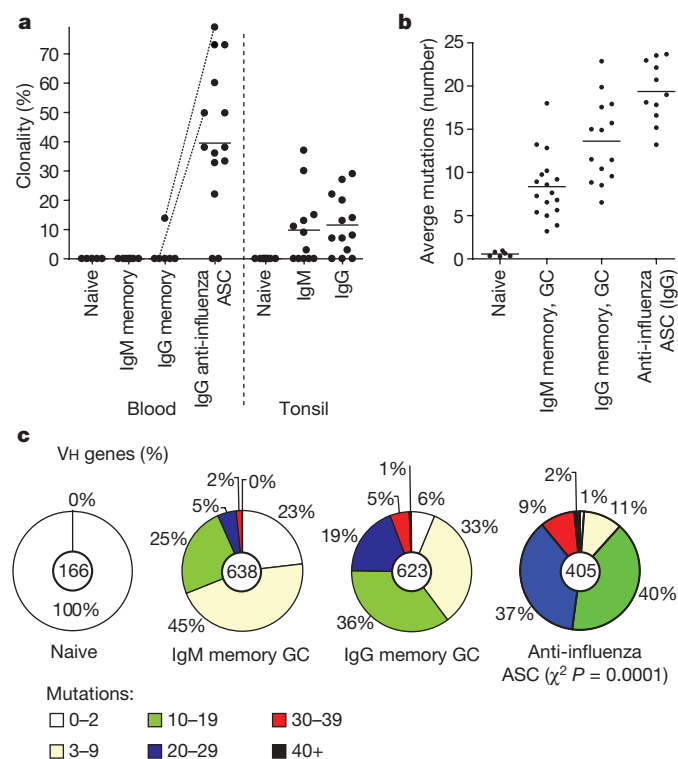 a
Clonality (%)
70
60
50
40
30
20
10
0
Naive
IgM memory
IgG memory
IgG anti-influenza
ASC
Naive
IgM
IgG
Blood
Tonsil
b
Averge mutations (number)
25
20
15
10
5
0
Naive
IgM memory, GC
IgG memory, GC
Anti-influenza
ASC (IgG)
c
VH genes (%)
0%
166
100%
Naive
2%
0%
5%
23%
25%
638
45%
IgM memory GC
1%
5%
6%
19%
33%
623
36%
IgG memory GC
2%
9%
1%
11%
405
37%
40%
Anti-influenza
ASC (χ² P = 0.0001)
Mutations:
0–2
10–19
30–39
3–9
20–29
40+